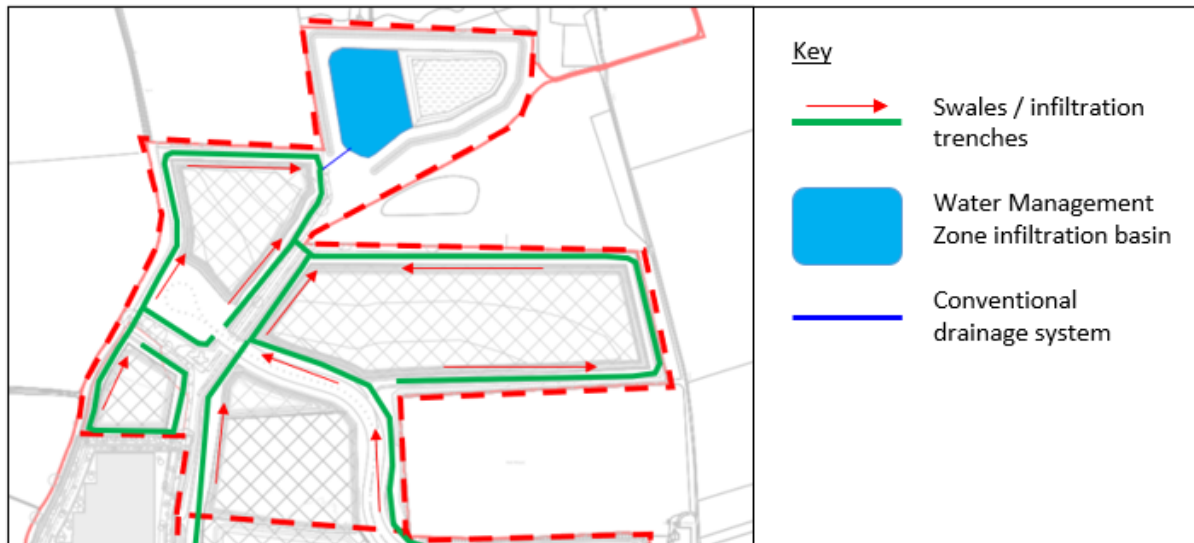 Key
Swales / infiltration
trenches
Water Management
Zone infiltration basin
Conventional
drainage system